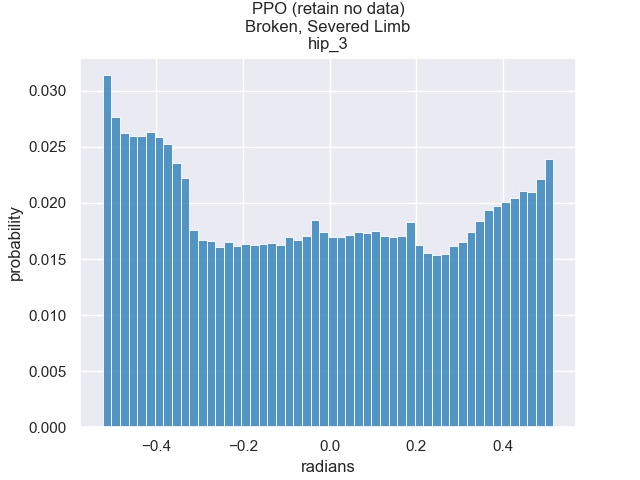 PPO (retain no data)
Broken, Severed Limb
hip_3
0.030
0.025
0.020
0.015
0.010
0.005
0.000
probability
−0.4
−0.2
0.0
0.2
0.4
radians